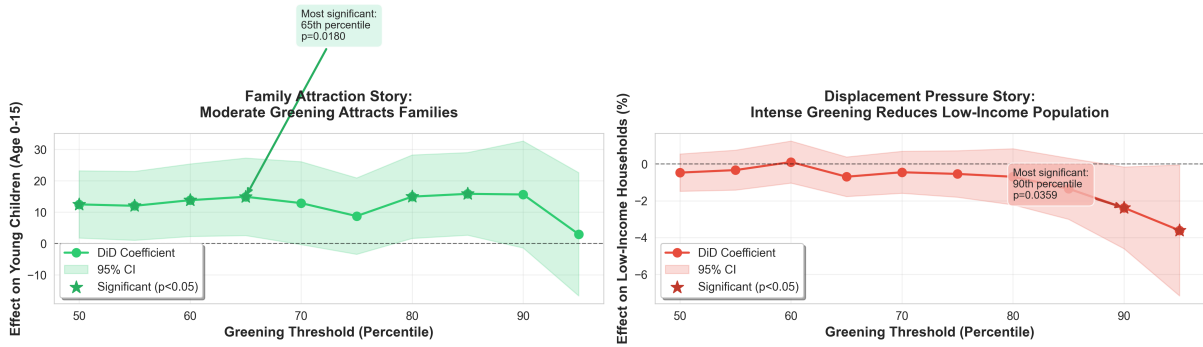 Most significant:
65th percentile
p=0.0180
Family Attraction Story:
Moderate Greening Attracts Families
Effect on Young Children (Age 0-15)
30
20
10
0
−10
50
60
70
80
90
Greening Threshold (Percentile)
DiD Coefficient
95% CI
Significant (p<0.05)
Displacement Pressure Story:
Intense Greening Reduces Low-Income Population
Effect on Low-Income Households (%)
0
−2
−4
−6
50
60
70
80
90
Greening Threshold (Percentile)
Most significant:
90th percentile
p=0.0359
DiD Coefficient
95% CI
Significant (p<0.05)